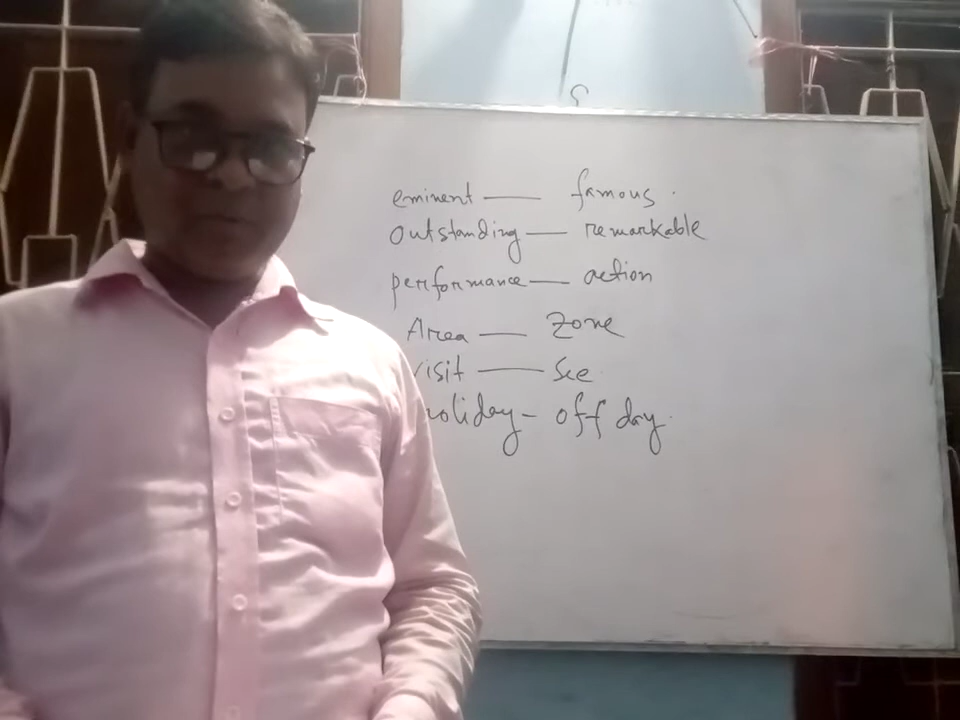 eminent — famous.
Outstanding — remarkable
performance — action
Area — Zone
visit — See.
holiday - off day.